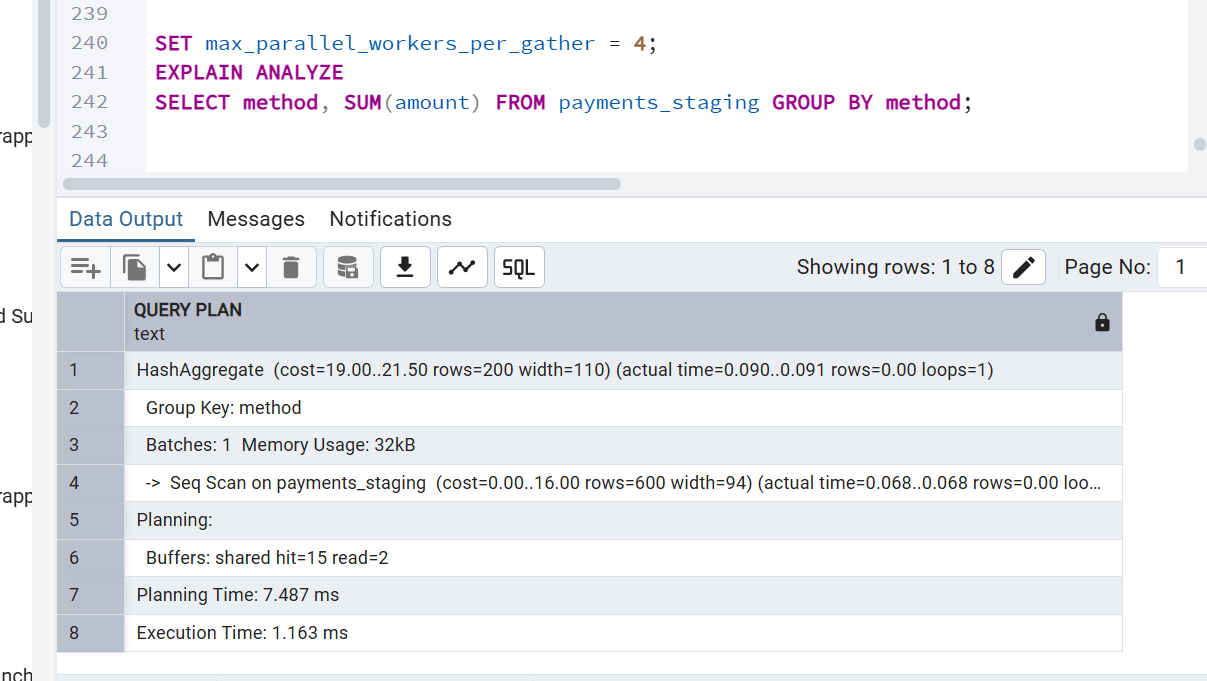 239
240 SET max_parallel_workers_per_gather = 4;
241 EXPLAIN ANALYZE
242 SELECT method, SUM(amount) FROM payments_staging GROUP BY method;
243
244
rapp
d Su
rapp
nch
Data Output Messages Notifications
SQL Showing rows: 1 to 8 Page No: 1
QUERY PLAN
text
1 HashAggregate (cost=19.00..21.50 rows=200 width=110) (actual time=0.090..0.091 rows=0.00 loops=1)
2 Group Key: method
3 Batches: 1 Memory Usage: 32kB
4 -> Seq Scan on payments_staging (cost=0.00..16.00 rows=600 width=94) (actual time=0.068..0.068 rows=0.00 loo...
5 Planning:
6 Buffers: shared hit=15 read=2
7 Planning Time: 7.487 ms
8 Execution Time: 1.163 ms